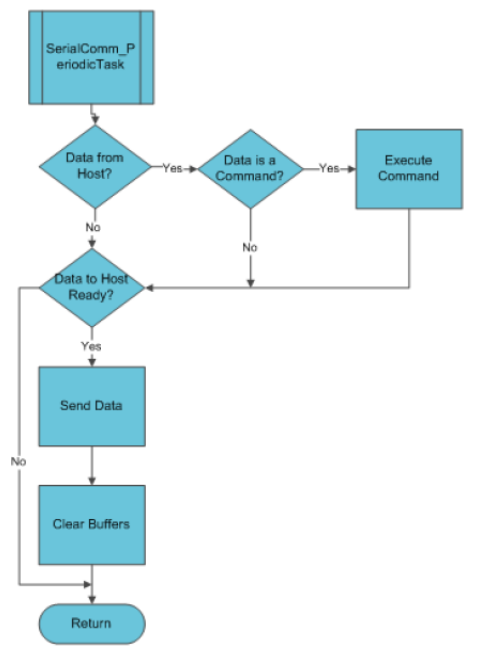 SerialComm_P
eriodicTask
Data from
Host?
Yes
Data is a
Command?
Yes
Execute
Command
No
No
Data to Host
Ready?
Yes
Send Data
No
Clear Buffers
Return